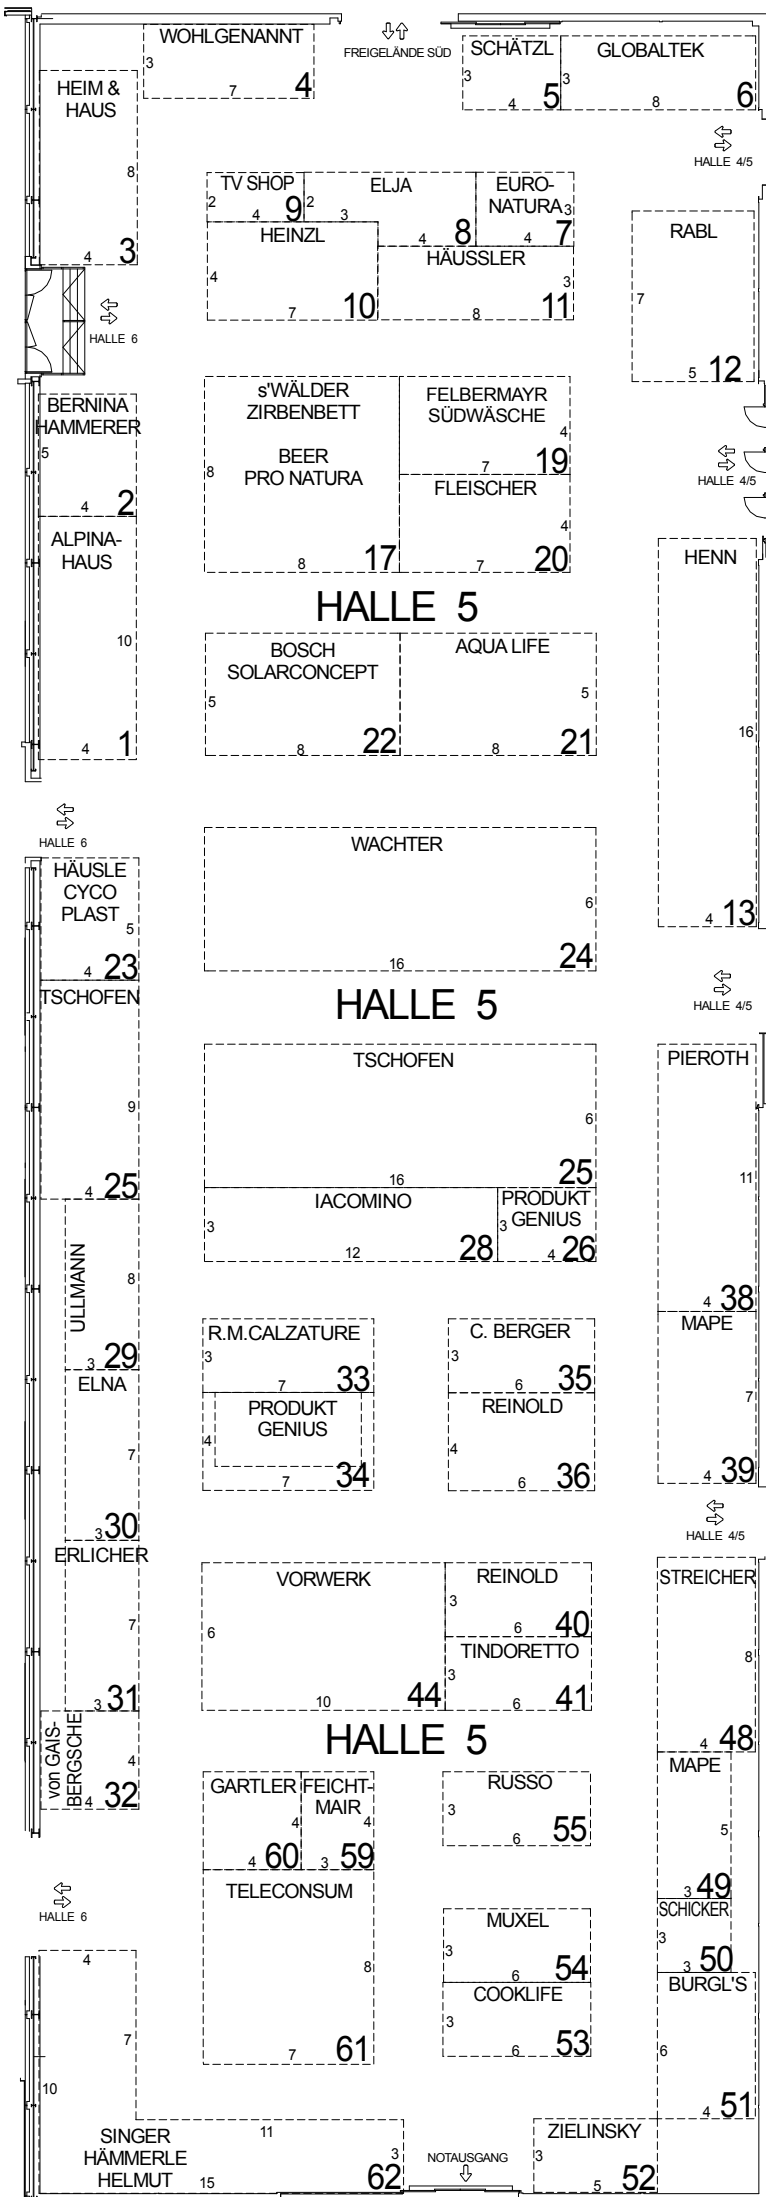 WOHLGENANNT
3
7
4
FREIGELÄNDE SÜD
SCHÄTZL
3
4
5
GLOBALTEK
3
8
6
HEIM &
HAUS
8
4
3
HALLE 4/5
TV SHOP
2
4
9
ELJA
2
3
4
8
EURO-
NATURA
3
4
7
HEINZL
4
7
10
HÄUSSLER
3
8
11
RABL
7
5
12
HALLE 6
BERNINA
HAMMERER
5
4
2
s'WÄLDER
ZIRBENBETT
BEER
PRO NATURA
8
8
17
FELBERMAYR
SÜDWÄSCHE
4
7
19
FLEISCHER
4
7
20
HALLE 4/5
ALPINA-
HAUS
10
4
1
HALLE 5
HENN
16
4
13
BOSCH
SOLARCONCEPT
5
8
22
AQUA LIFE
5
8
21
HALLE 6
WACHTER
6
16
24
HÄUSLE
CYCO
PLAST
5
4
23
TSCHOFEN
9
4
25
HALLE 5
HALLE 4/5
TSCHOFEN
6
16
25
PIEROTH
11
4
38
IACOMINO
3
12
28
PRODUKT
GENIUS
3
4
26
ULLMANN
8
3
29
R.M.CALZATURE
3
7
33
C. BERGER
3
6
35
MAPE
7
4
39
ELNA
7
3
30
PRODUKT
GENIUS
4
7
34
REINOLD
4
6
36
HALLE 4/5
ERLICHER
7
3
31
VORWERK
6
10
44
REINOLD
3
6
40
TINDORETTO
3
6
41
STREICHER
8
4
48
von GAIS-
BERGSCHE
4
4
32
HALLE 5
MAPE
5
3
49
GARTLER
4
4
60
FEICHT-
MAIR
4
3
59
RUSSO
3
6
55
TELECONSUM
8
7
61
HALLE 6
SCHICKER
3
3
50
MUXEL
3
6
54
COOKLIFE
3
6
53
BURGL'S
6
4
51
4
7
10
11
SINGER
HÄMMERLE
HELMUT
3
15
62
NOTAUSGANG
ZIELINSKY
3
5
52